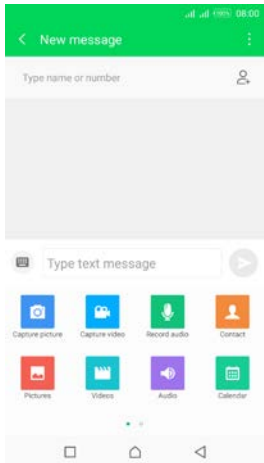 08:00
New message
Type name or number
Type text message
Capture picture Capture video Record audio Contact
Pictures Videos Audio Calendar